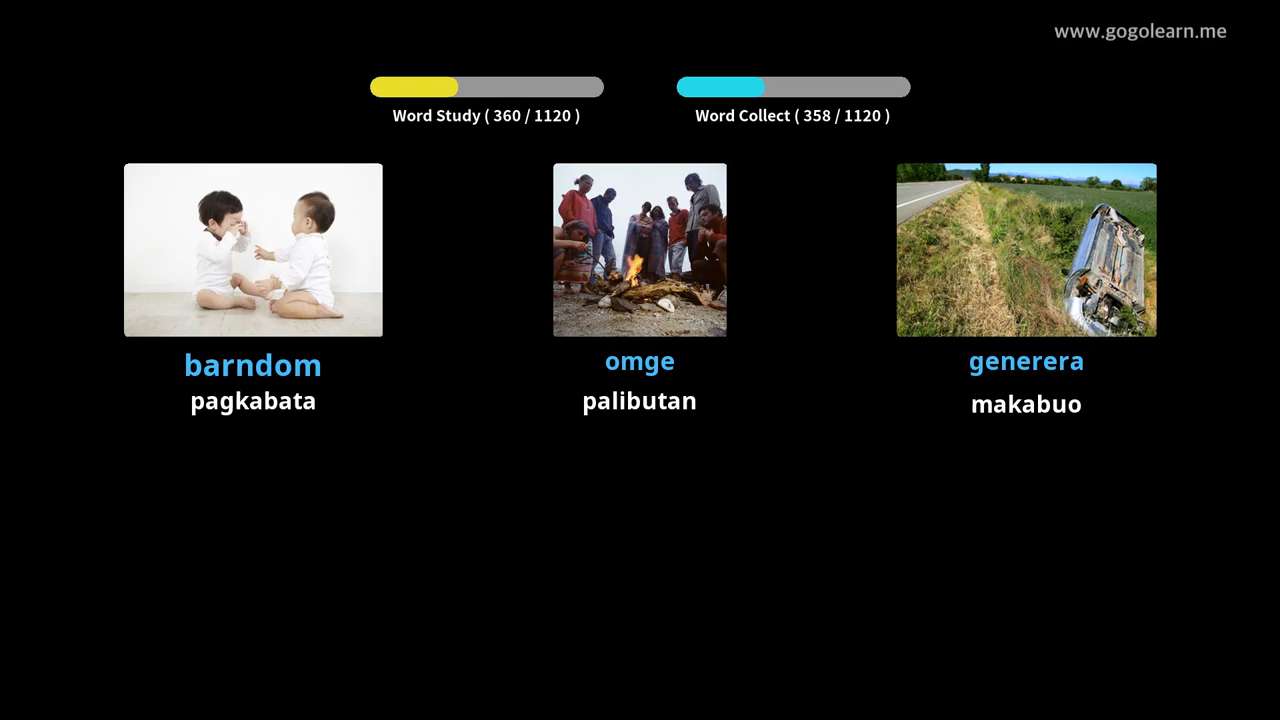 www.gogolearn.me
Word Study ( 360 / 1120 )
Word Collect ( 358 / 1120 )
barndom
omge
generera
pagkabata
palibutan
makabuo